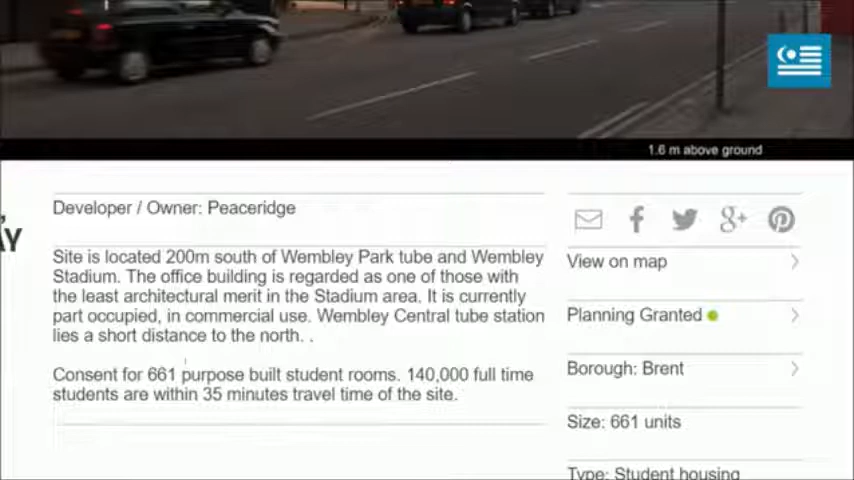 1.6 m above ground
AY
Developer / Owner: Peaceridge
Site is located 200m south of Wembley Park tube and Wembley
Stadium. The office building is regarded as one of those with
the least architectural merit in the Stadium area. It is currently
part occupied, in commercial use. Wembley Central tube station
lies a short distance to the north. .
Consent for 661 purpose built student rooms. 140,000 full time
students are within 35 minutes travel time of the site.
View on map
Planning Granted
Borough: Brent
Size: 661 units
Type: Student housing